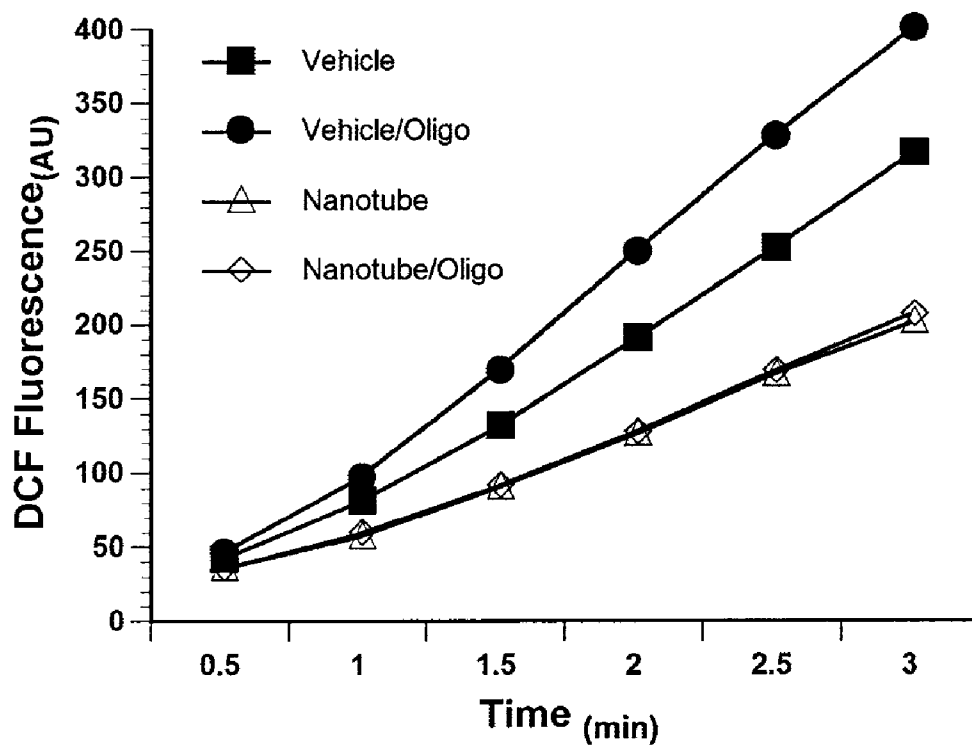 400
350
300
250
200
150
100
50
0
DCF Fluorescence(AU)
Vehicle
Vehicle/Oligo
Nanotube
Nanotube/Oligo
0.5 1 1.5 2 2.5 3
Time (min)